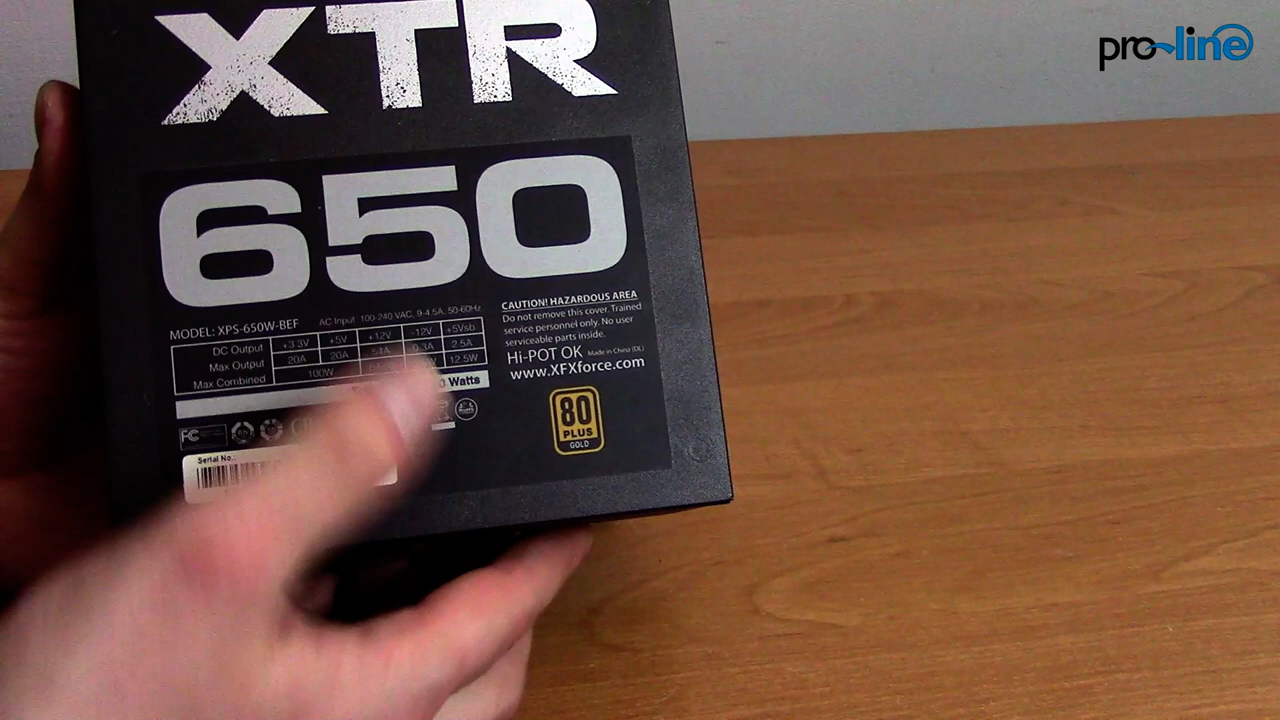 pro-line
XTR
650
MODEL: XPS-650W-BEF
AC Input 100-240 VAC, 9-4.5A, 50-60Hz
DC Output +3.3V +5V +12V -12V +5Vsb
Max Output 20A 20A 54A 0.3A 2.5A
Max Combined 100W 12.5W
Watts
FC
Serial No.:
CAUTION! HAZARDOUS AREA
Do not remove this cover. Trained
service personnel only. No user
serviceable parts inside.
Hi-POT OK Made in China (DL)
www.XFXforce.com
80
PLUS
GOLD